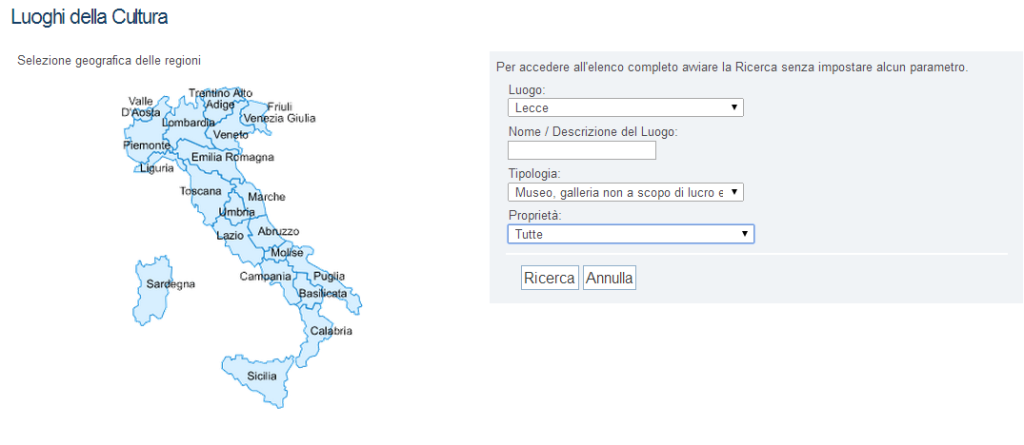 Luoghi della Cultura
Selezione geografica delle regioni
Valle
D'Aosta
Trentino Alto
Adige
Friuli
Venezia Giulia
Lombardia
Veneto
Piemonte
Emilia Romagna
Liguria
Toscana
Marche
Umbria
Lazio
Abruzzo
Molise
Campania
Puglia
Basilicata
Sardegna
Calabria
Sicilia
Per accedere all'elenco completo avviare la Ricerca senza impostare alcun parametro.
Luogo:
Lecce
Nome / Descrizione del Luogo:
Tipologia:
Museo, galleria non a scopo di lucro e
Proprietà:
Tutte
Ricerca Annulla